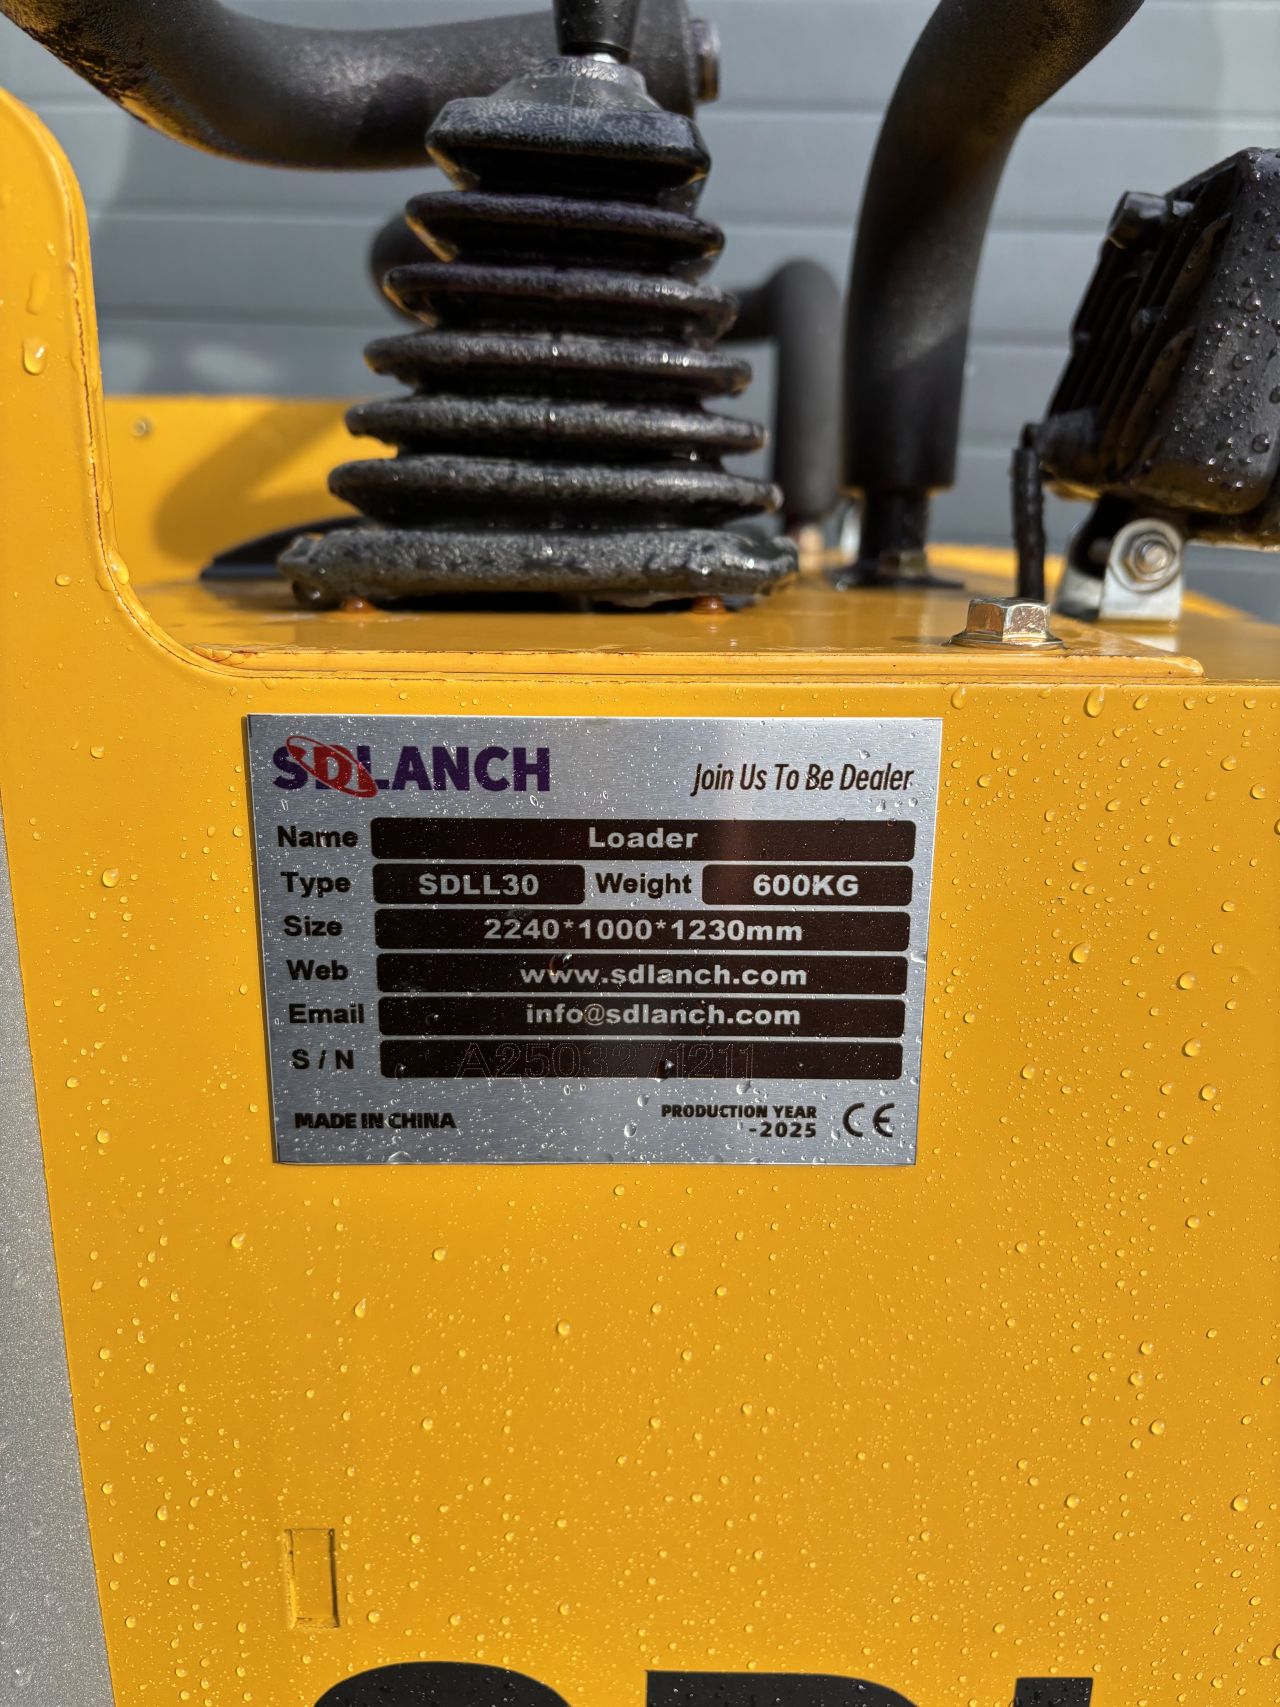 SDLANCH Join Us To Be Dealer
Name Loader
Type SDLL30 Weight 600KG
Size 2240*1000*1230mm
Web www.sdlanch.com
Email info@sdlanch.com
S / N A2503271211
MADE IN CHINA PRODUCTION YEAR
-2025 CE